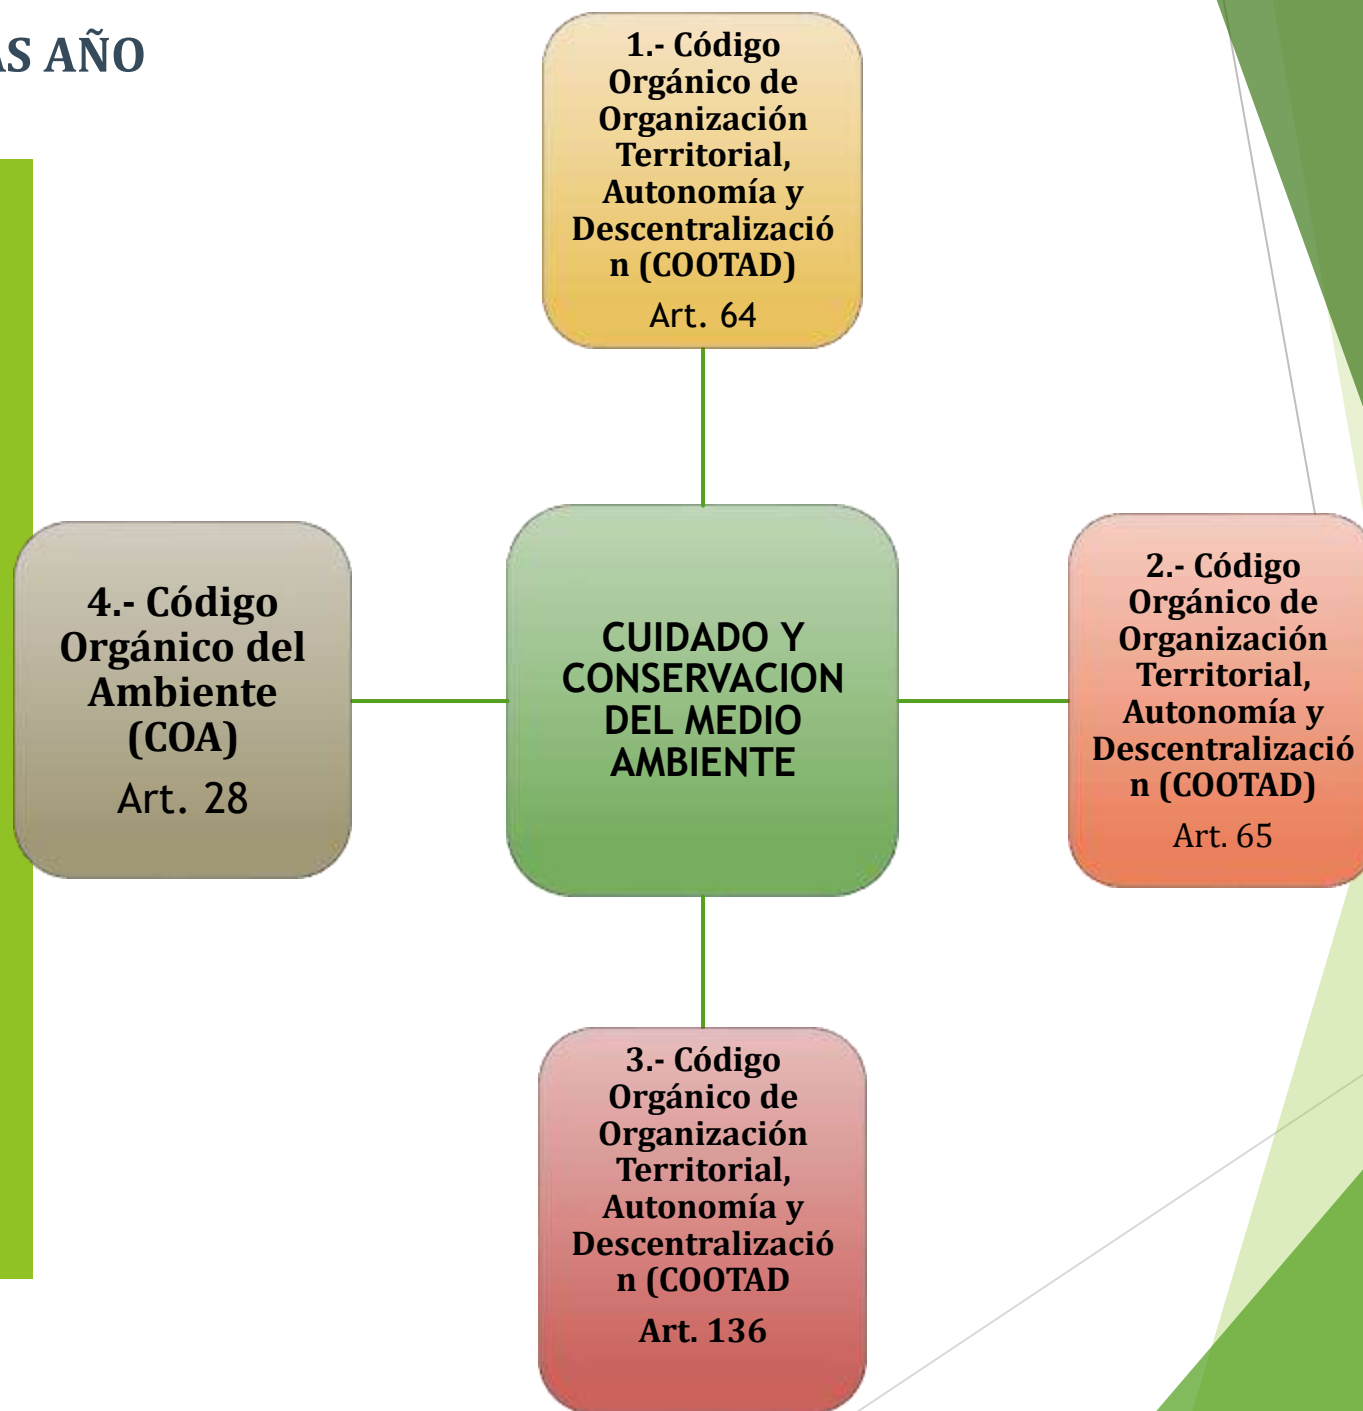 AS AÑO
1.- Código
Orgánico de
Organización
Territorial,
Autonomía y
Descentralizació
n (COOTAD)
Art. 64
2.- Código
Orgánico de
Organización
Territorial,
Autonomía y
Descentralizació
n (COOTAD)
Art. 65
CUIDADO Y
CONSERVACION
DEL MEDIO
AMBIENTE
4.- Código
Orgánico del
Ambiente
(COA)
Art. 28
3.- Código
Orgánico de
Organización
Territorial,
Autonomía y
Descentralizació
n (COOTAD
Art. 136